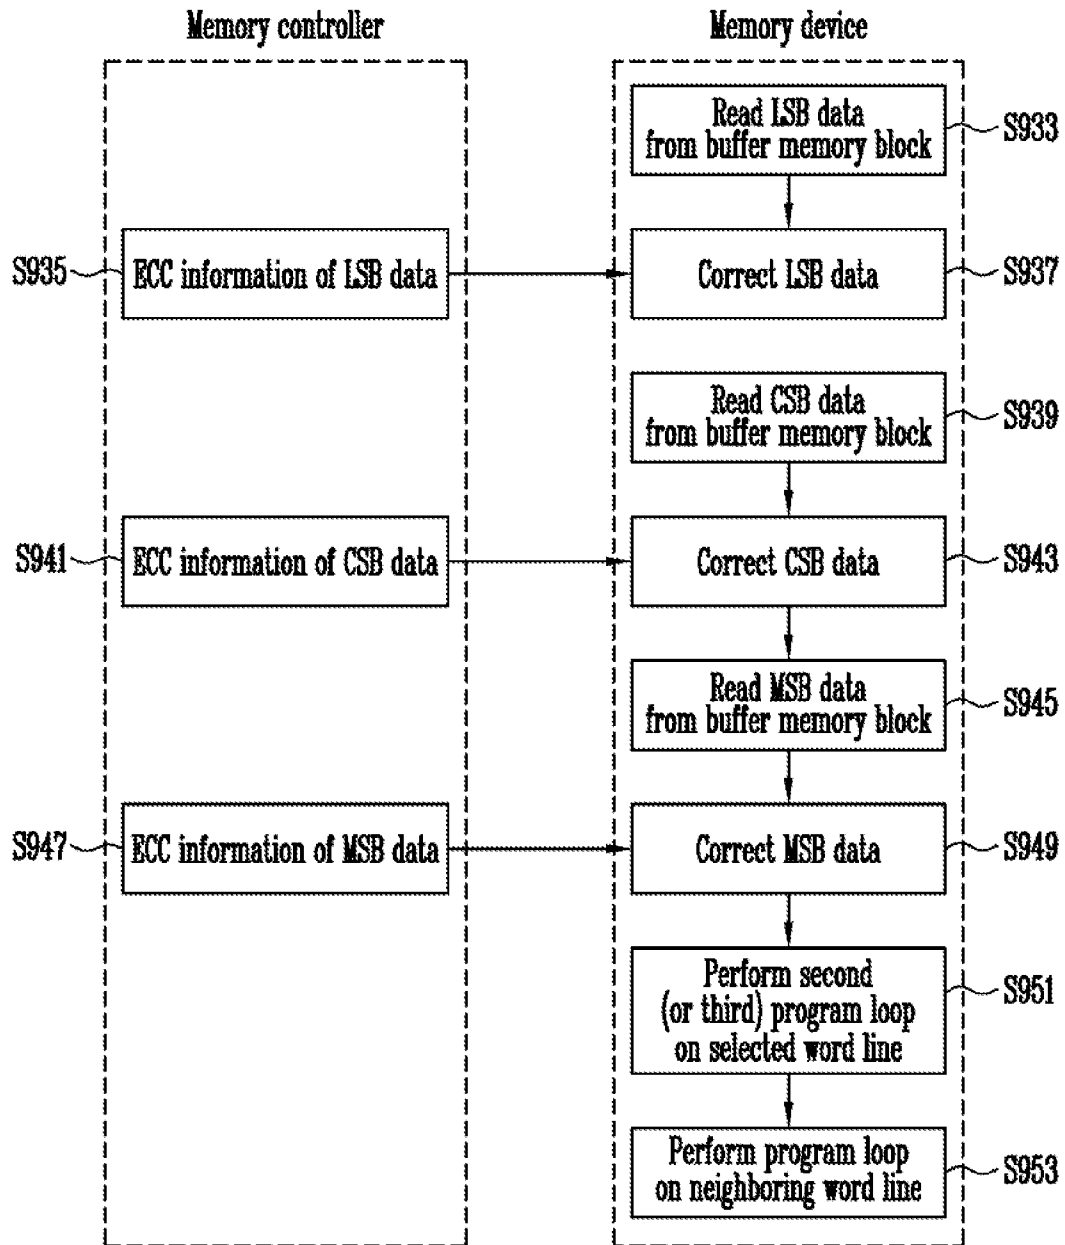 Memory controller
Memory device
Read LSB data
from buffer memory block
S933
S935
ECC information of LSB data
Correct LSB data
S937
Read CSB data
from buffer memory block
S939
S941
ECC information of CSB data
Correct CSB data
S943
Read MSB data
from buffer memory block
S945
S947
ECC information of MSB data
Correct MSB data
S949
Perform second
(or third) program loop
on selected word line
S951
Perform program loop
on neighboring word line
S953